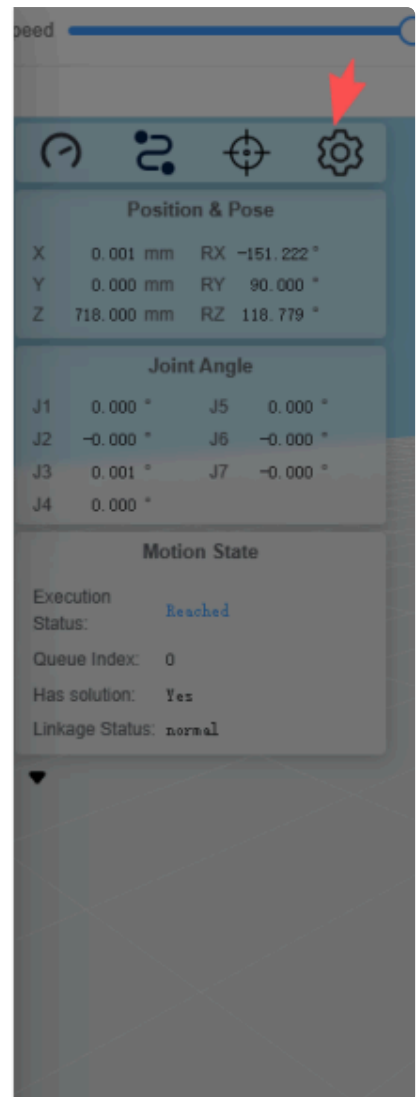 peed
Position & Pose
X 0.001 mm RX -151.222 °
Y 0.000 mm RY 90.000 °
Z 718.000 mm RZ 118.779 °
Joint Angle
J1 0.000 ° J5 0.000 °
J2 -0.000 ° J6 -0.000 °
J3 0.001 ° J7 -0.000 °
J4 0.000 °
Motion State
Execution
Status: Reached
Queue Index: 0
Has solution: Yes
Linkage Status: normal